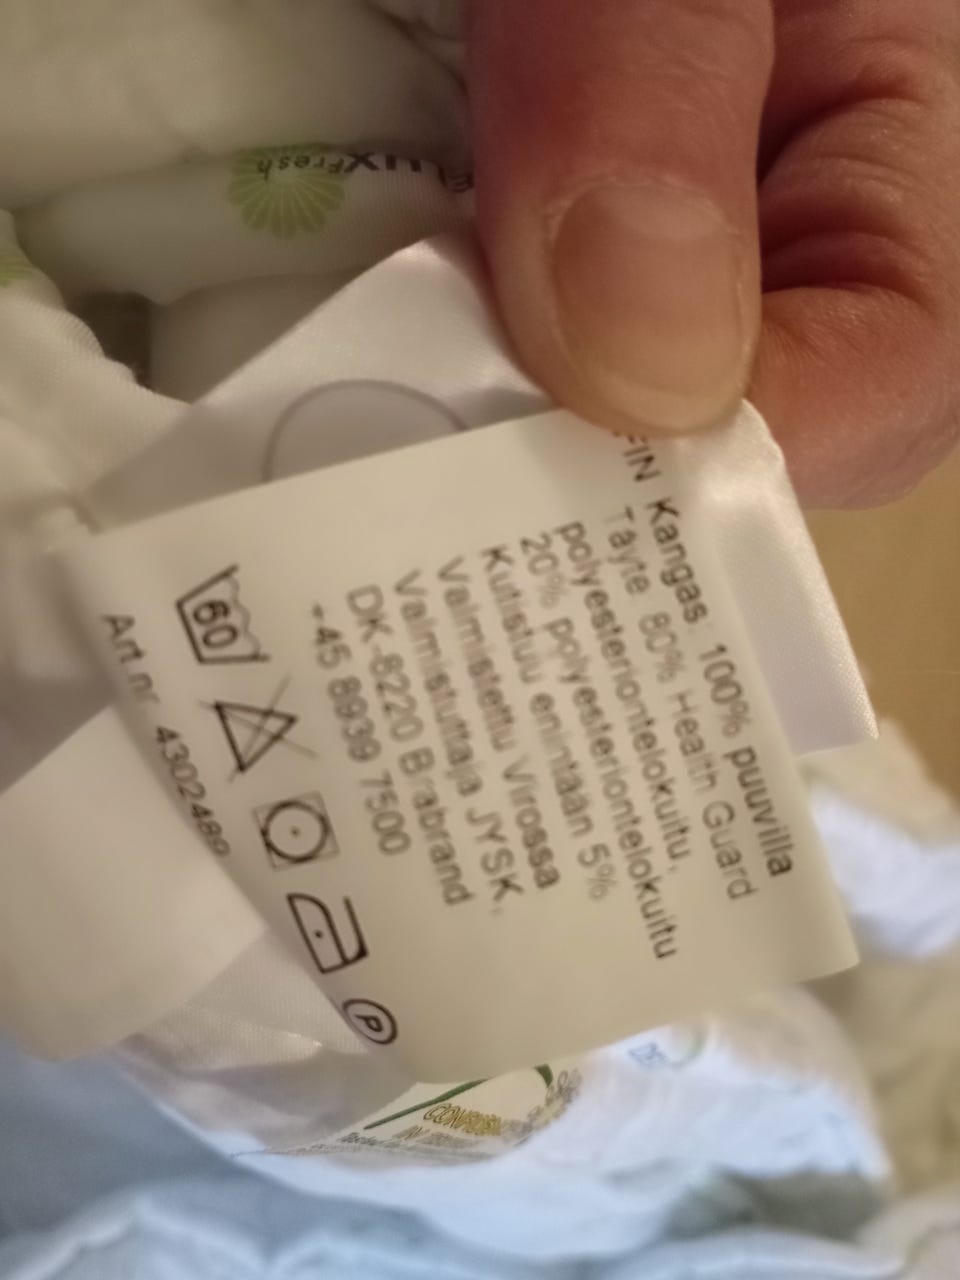 Fresh
FIN Kangas: 100% puuvilla
Täyte: 80% Health Guard
polyesteriontelokuitu,
20% polyesteriontelokuitu
Kutistuu enintään 5%
Valmistettu Virossa
Valmistuttaja JYSK,
DK-8220 Brabrand
+45 8939 7500
60
P
Art.nr. 4302489